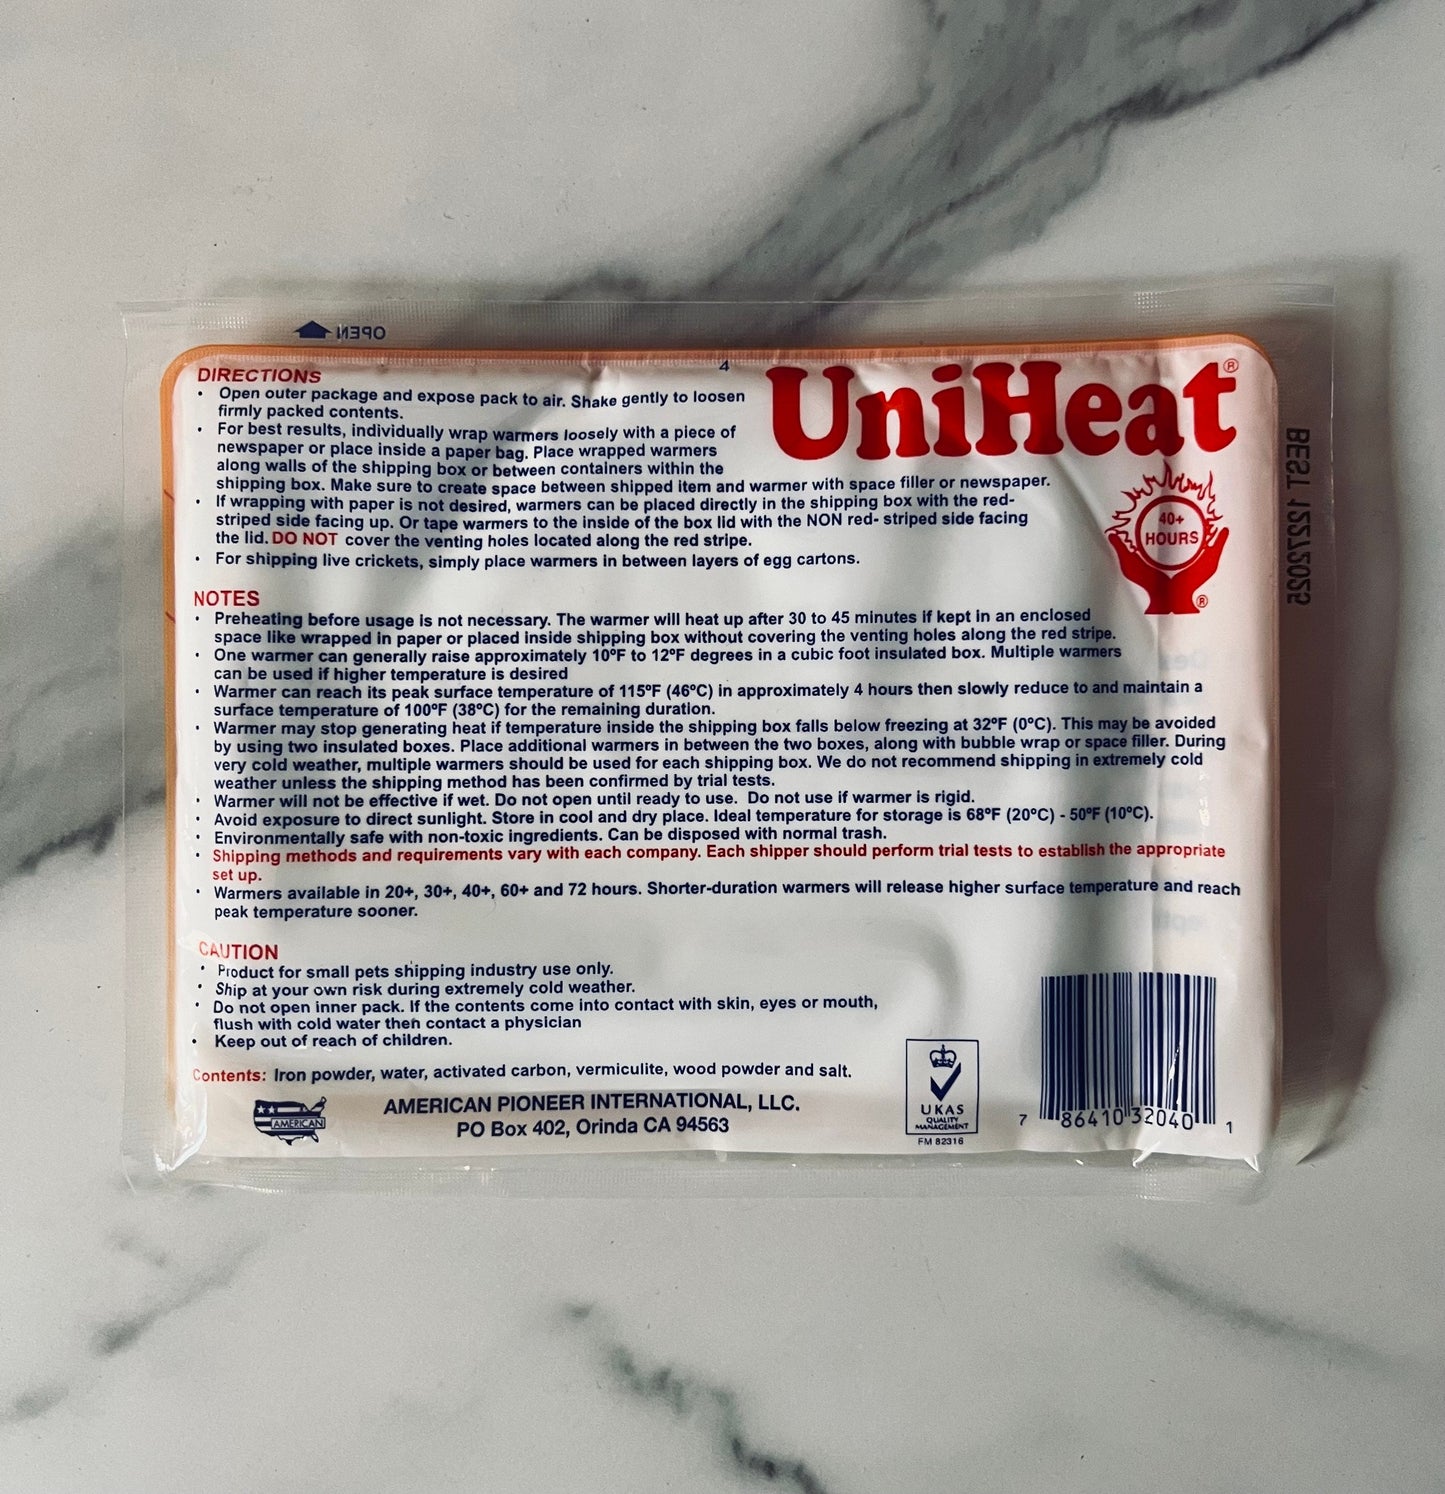 OPEN
4
DIRECTIONS
• Open outer package and expose pack to air. Shake gently to loosen
firmly packed contents.
• For best results, individually wrap warmers loosely with a piece of
newspaper or place inside a paper bag. Place wrapped warmers
along walls of the shipping box or between containers within the
shipping box. Make sure to create space between shipped item and warmer with space filler or newspaper.
• If wrapping with paper is not desired, warmers can be placed directly in the shipping box with the red-
striped side facing up. Or tape warmers to the inside of the box lid with the NON red- striped side facing
the lid. DO NOT cover the venting holes located along the red stripe.
• For shipping live crickets, simply place warmers in between layers of egg cartons.
UniHeat®
40+
HOURS
®
BEST 12272025
NOTES
• Preheating before usage is not necessary. The warmer will heat up after 30 to 45 minutes if kept in an enclosed
space like wrapped in paper or placed inside shipping box without covering the venting holes along the red stripe.
• One warmer can generally raise approximately 10ºF to 12ºF degrees in a cubic foot insulated box. Multiple warmers
can be used if higher temperature is desired
• Warmer can reach its peak surface temperature of 115ºF (46ºC) in approximately 4 hours then slowly reduce to and maintain a
surface temperature of 100ºF (38ºC) for the remaining duration.
• Warmer may stop generating heat if temperature inside the shipping box falls below freezing at 32ºF (0ºC). This may be avoided
by using two insulated boxes. Place additional warmers in between the two boxes, along with bubble wrap or space filler. During
very cold weather, multiple warmers should be used for each shipping box. We do not recommend shipping in extremely cold
weather unless the shipping method has been confirmed by trial tests.
• Warmer will not be effective if wet. Do not open until ready to use. Do not use if warmer is rigid.
• Avoid exposure to direct sunlight. Store in cool and dry place. Ideal temperature for storage is 68ºF (20ºC) - 50ºF (10ºC).
• Environmentally safe with non-toxic ingredients. Can be disposed with normal trash.
• Shipping methods and requirements vary with each company. Each shipper should perform trial tests to establish the appropriate
set up.
• Warmers available in 20+, 30+, 40+, 60+ and 72 hours. Shorter-duration warmers will release higher surface temperature and reach
peak temperature sooner.
CAUTION
• Product for small pets shipping industry use only.
• Ship at your own risk during extremely cold weather.
• Do not open inner pack. If the contents come into contact with skin, eyes or mouth,
flush with cold water then contact a physician
• Keep out of reach of children.
Contents: Iron powder, water, activated carbon, vermiculite, wood powder and salt.
AMERICAN
AMERICAN PIONEER INTERNATIONAL, LLC.
PO Box 402, Orinda CA 94563
UKAS
QUALITY
MANAGEMENT
FM 82316
7 86410 32040 1